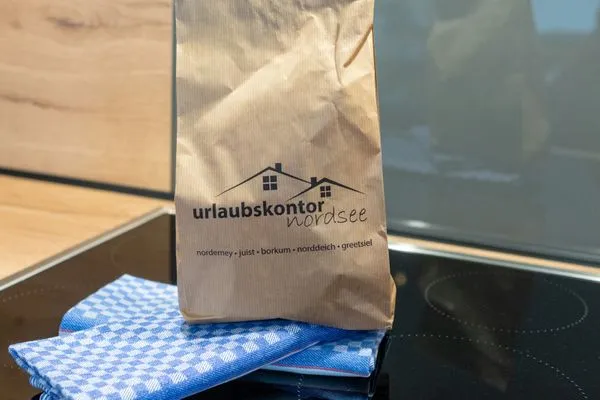 urlaubskontor
nordsee
norderney • juist • borkum • norddeich • greetsiel